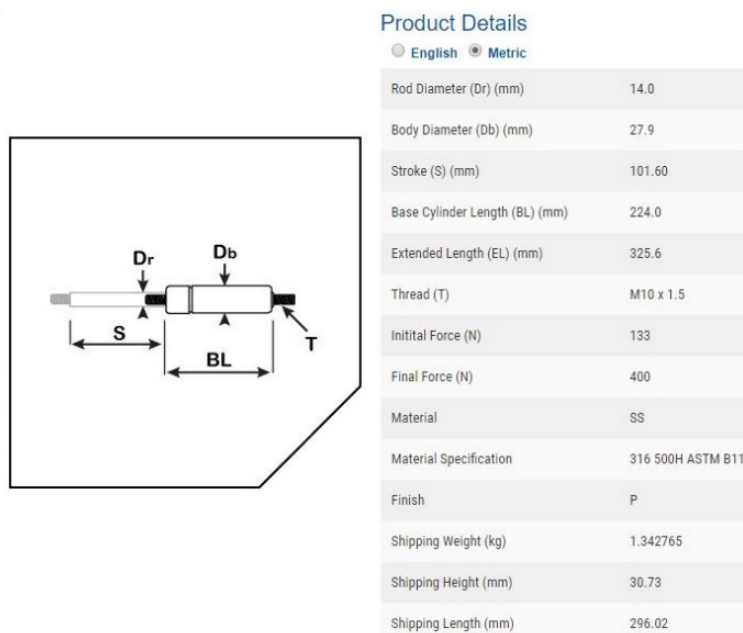 Product Details
English Metric
Rod Diameter (Dr) (mm) 14.0
Body Diameter (Db) (mm) 27.9
Stroke (S) (mm) 101.60
Base Cylinder Length (BL) (mm) 224.0
Extended Length (EL) (mm) 325.6
Thread (T) M10 x 1.5
Initital Force (N) 133
Final Force (N) 400
Material SS
Material Specification 316 500H ASTM B11
Finish P
Shipping Weight (kg) 1.342765
Shipping Height (mm) 30.73
Shipping Length (mm) 296.02
Dr
Db
S
BL
T